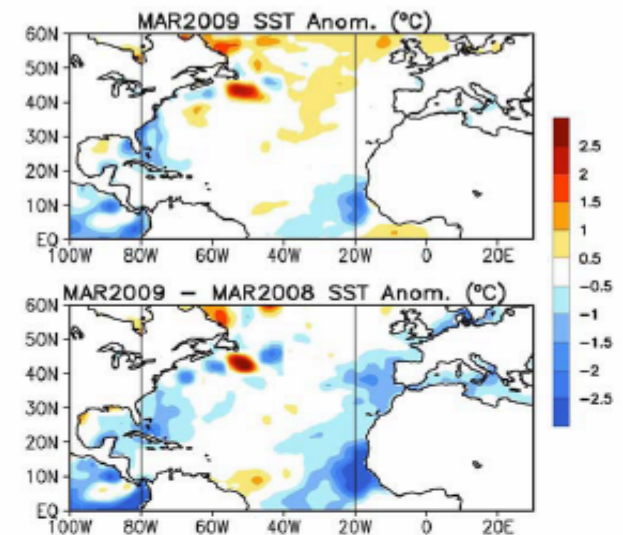 MAR2009 SST Anom. (°C)
60N
50N
40N
30N
20N
10N
EQ
100W 80W 60W 40W 20W 0 20E
MAR2009 – MAR2008 SST Anom. (°C)
60N
50N
40N
30N
20N
10N
EQ
100W 80W 60W 40W 20W 0 20E
2.5
2
1.5
1
0.5
-0.5
-1
-1.5
-2
-2.5